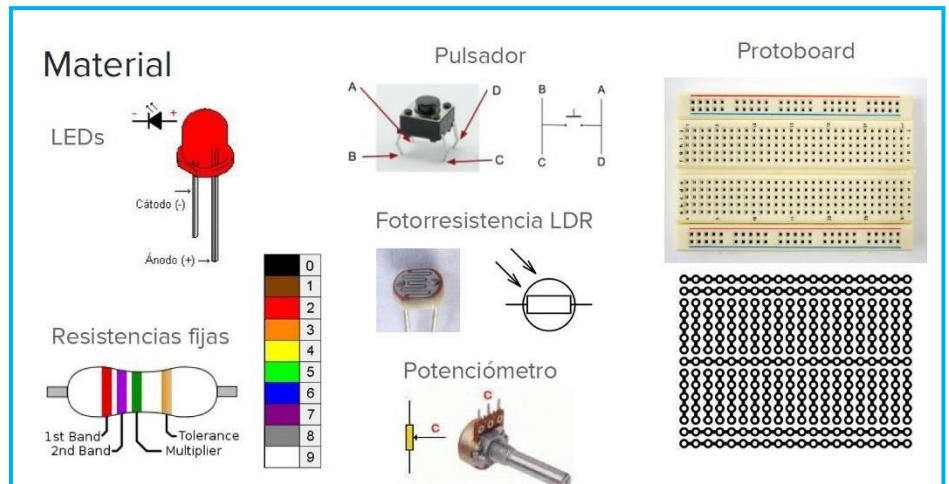 Material
LEDs
- +
Cátodo (-)
Ánodo (+)
Resistencias fijas
1st Band
2nd Band
Tolerance
Multiplier
0
1
2
3
4
5
6
7
8
9
Pulsador
A
D
B
C
B A
C D
Fotorresistencia LDR
Potenciómetro
C
C
Protoboard